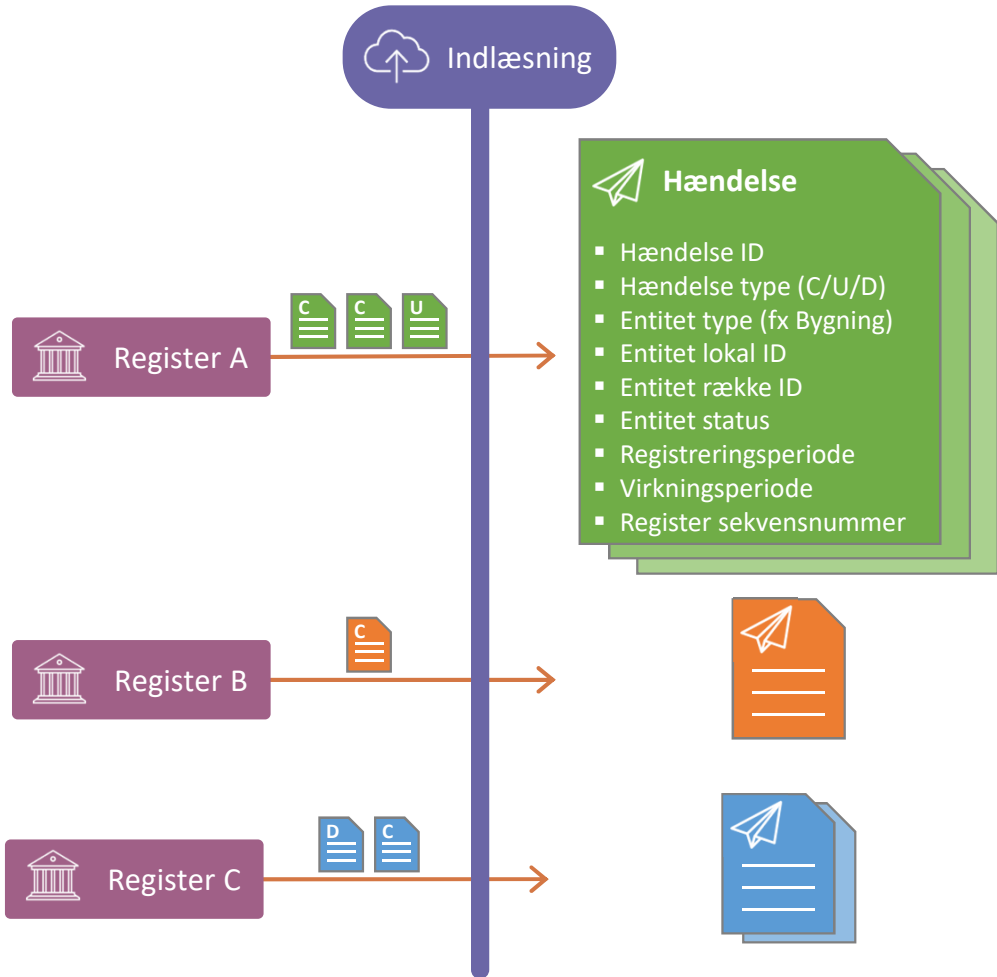 Indlæsning
Hændelse
▪ Hændelse ID
▪ Hændelse type (C/U/D)
▪ Entitet type (fx Bygning)
▪ Entitet lokal ID
▪ Entitet række ID
▪ Entitet status
▪ Registreringsperiode
▪ Virkningsperiode
▪ Register sekvensnummer
C C U
Register A
C
Register B
D C
Register C